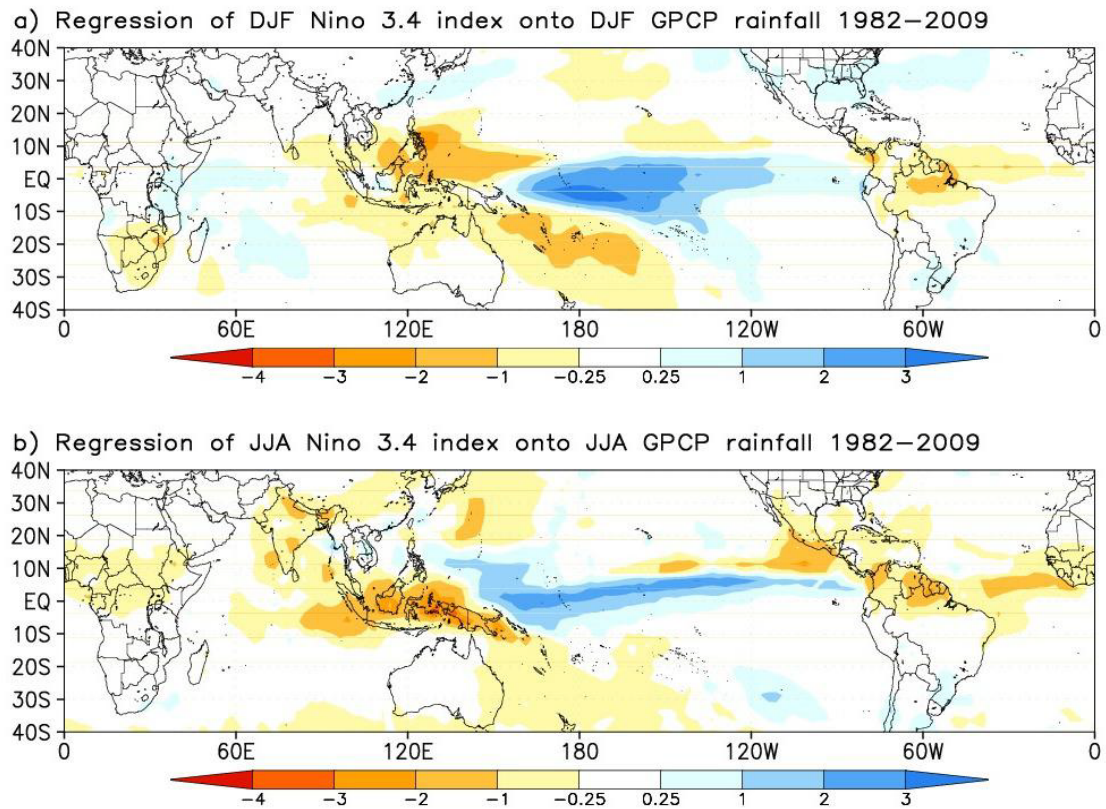 a) Regression of DJF Nino 3.4 index onto DJF GPCP rainfall 1982−2009
40N
30N
20N
10N
EQ
10S
20S
30S
40S
0 60E 120E 180 120W 60W 0
−4 −3 −2 −1 −0.25 0.25 1 2 3
b) Regression of JJA Nino 3.4 index onto JJA GPCP rainfall 1982−2009
40N
30N
20N
10N
EQ
10S
20S
30S
40S
0 60E 120E 180 120W 60W 0
−4 −3 −2 −1 −0.25 0.25 1 2 3